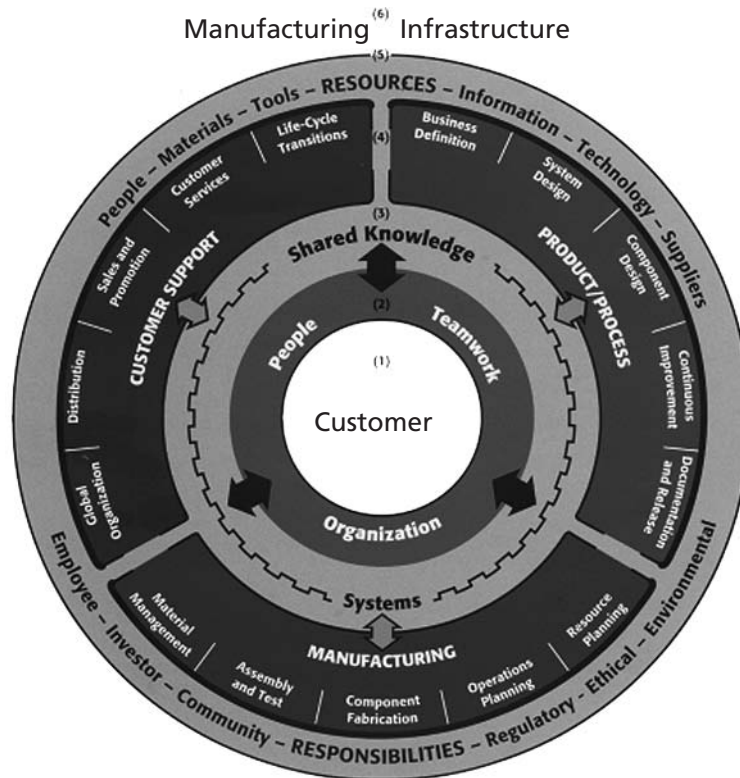 (6)
Manufacturing Infrastructure
(5)
People – Materials – Tools – RESOURCES – Information – Technology – Suppliers
(4)
Life-Cycle
Transitions
Customer
Services
Sales and
Promotion
Distribution
Global
Organization
CUSTOMER SUPPORT
Business
Definition
System
Design
Component
Design
Continuous
Improvement
Documentation
and Release
PRODUCT/PROCESS
(3)
Shared Knowledge
(2)
People
Teamwork
(1)
Customer
Organization
Systems
MANUFACTURING
Material
Management
Assembly
and Test
Component
Fabrication
Operations
Planning
Resource
Planning
Employee – Investor – Community – RESPONSIBILITIES – Regulatory - Ethical – Environmental